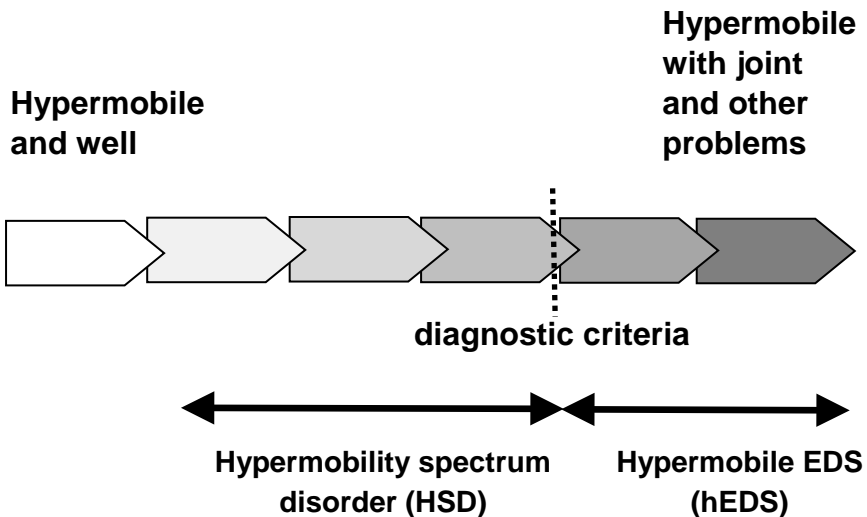 Hypermobile
and well
Hypermobile
with joint
and other
problems
diagnostic criteria
Hypermobility spectrum
disorder (HSD)
Hypermobile EDS
(hEDS)